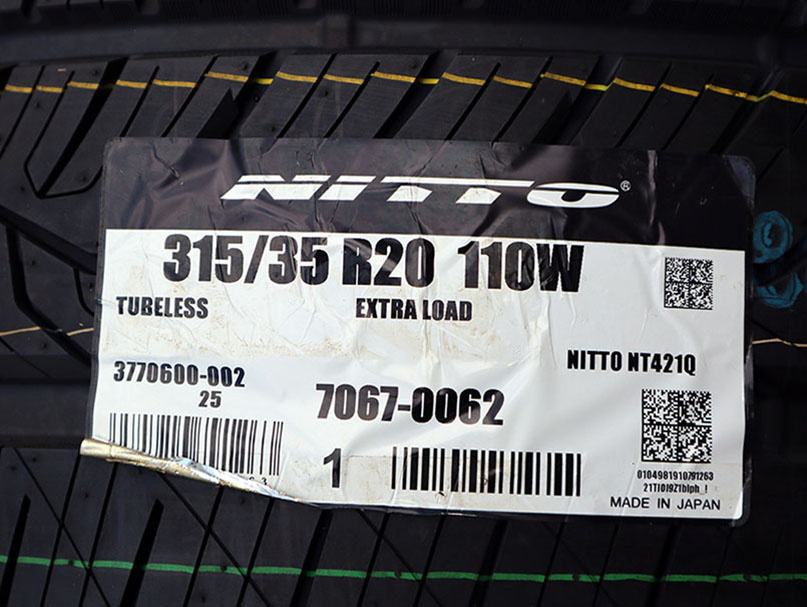 NITTO®
315/35 R20 110W
TUBELESS EXTRA LOAD
NITTO NT421Q
3770600-002
25
7067-0062
1
0104981910791263
MADE IN JAPAN